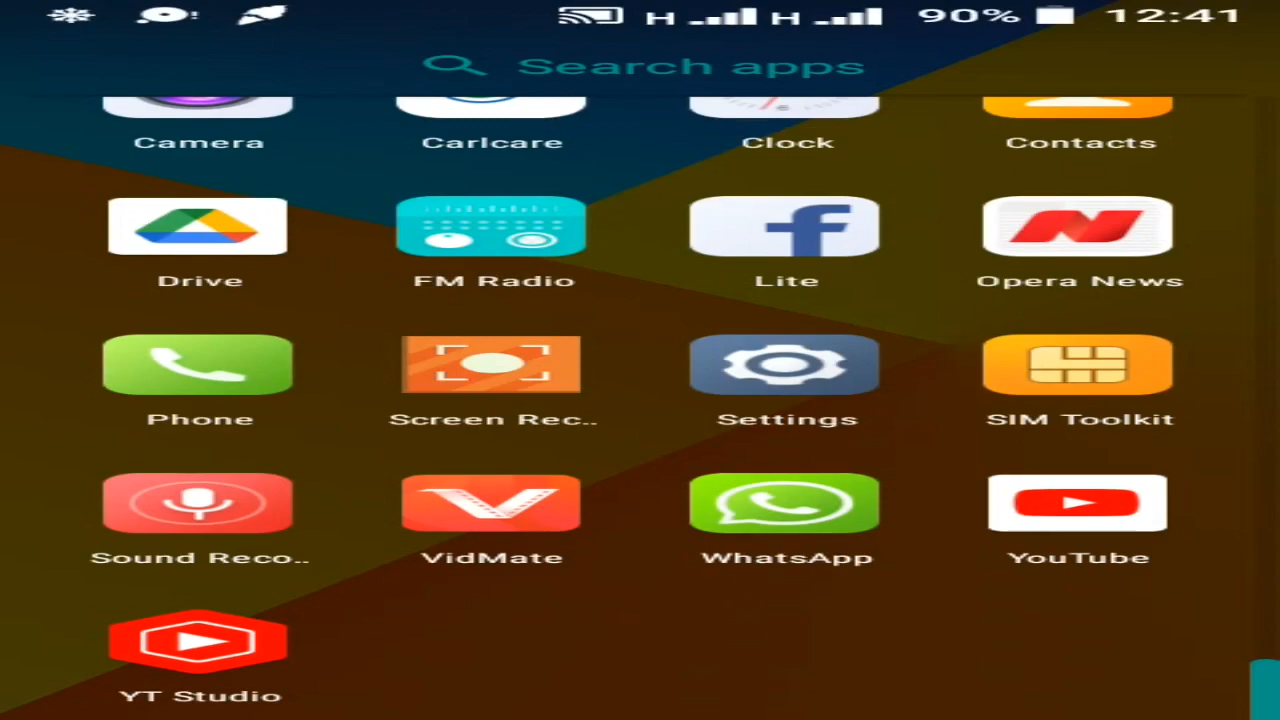 H H 90% 12:41
Search apps
Camera Carlcare Clock Contacts
Drive FM Radio Lite Opera News
Phone Screen Rec.. Settings SIM Toolkit
Sound Reco.. VidMate WhatsApp YouTube
YT Studio